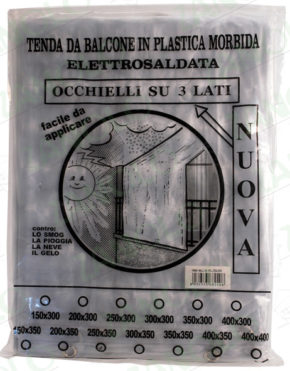 TENDA DA BALCONE IN PLASTICA MORBIDA
ELETTROSALDATA
OCCHIELLI SU 3 LATI
facile da
applicare
NUOVA
contro:
LO SMOG
LA PIOGGIA
LA NEVE
IL GELO
150x300 200x300 250x300 300x300 350x300 400x300
150x350 200x350 250x350 300x350 350x350 400x350 400x400